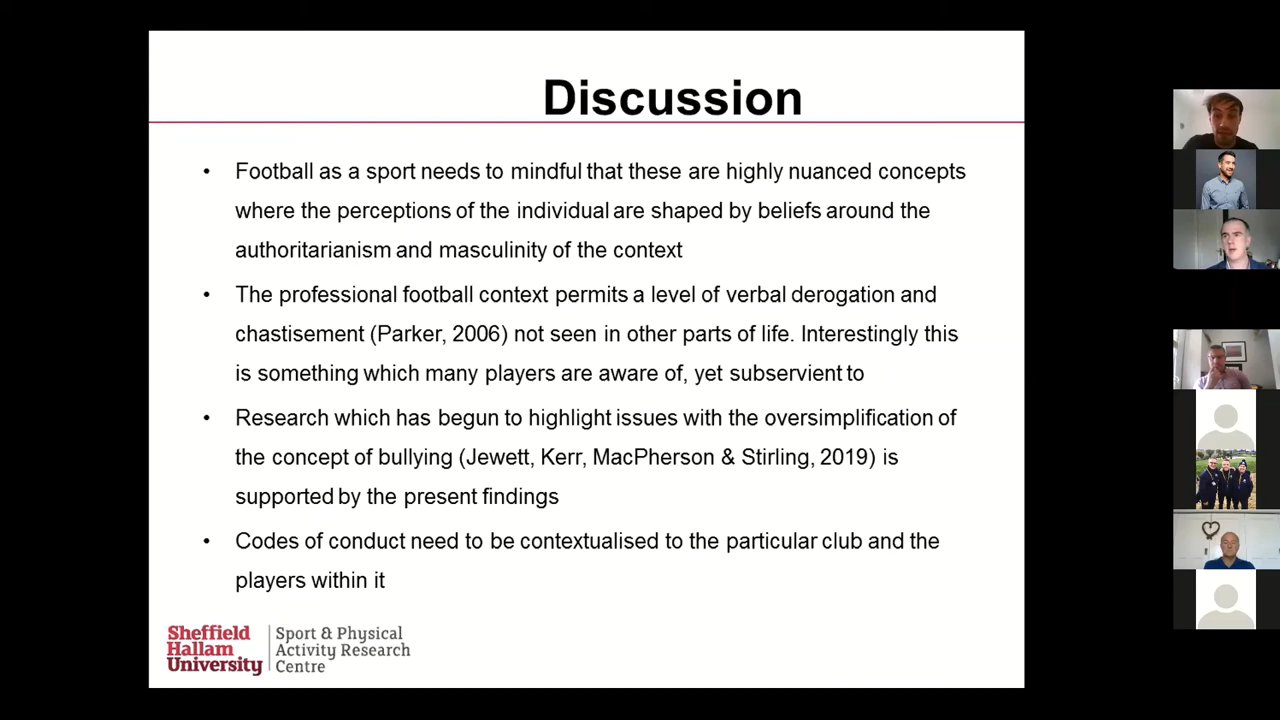 Discussion
• Football as a sport needs to mindful that these are highly nuanced concepts
where the perceptions of the individual are shaped by beliefs around the
authoritarianism and masculinity of the context
• The professional football context permits a level of verbal derogation and
chastisement (Parker, 2006) not seen in other parts of life. Interestingly this
is something which many players are aware of, yet subservient to
• Research which has begun to highlight issues with the oversimplification of
the concept of bullying (Jewett, Kerr, MacPherson & Stirling, 2019) is
supported by the present findings
• Codes of conduct need to be contextualised to the particular club and the
players within it
Sheffield
Hallam
University
Sport & Physical
Activity Research
Centre